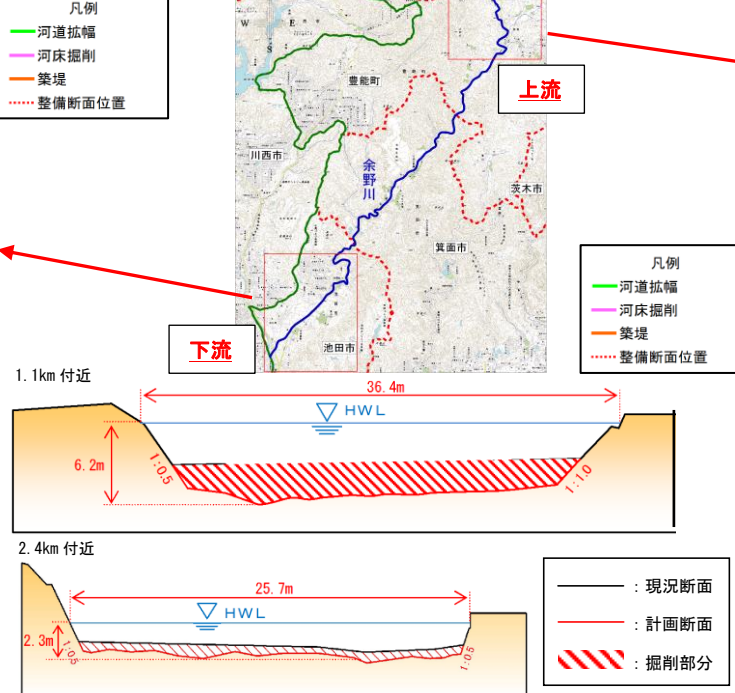 凡例
河道拡幅
河床掘削
築堤
整備断面位置
W
E
S
豊能町
上流
川西市
余野川
茨木市
箕面市
凡例
河道拡幅
河床掘削
築堤
整備断面位置
下流
池田市
1.1km 付近
36.4m
HWL
6.2m
1:0.5
1:1.0
2.4km 付近
25.7m
HWL
2.3m
1:0.5
1:0.5
：現況断面
：計画断面
：掘削部分